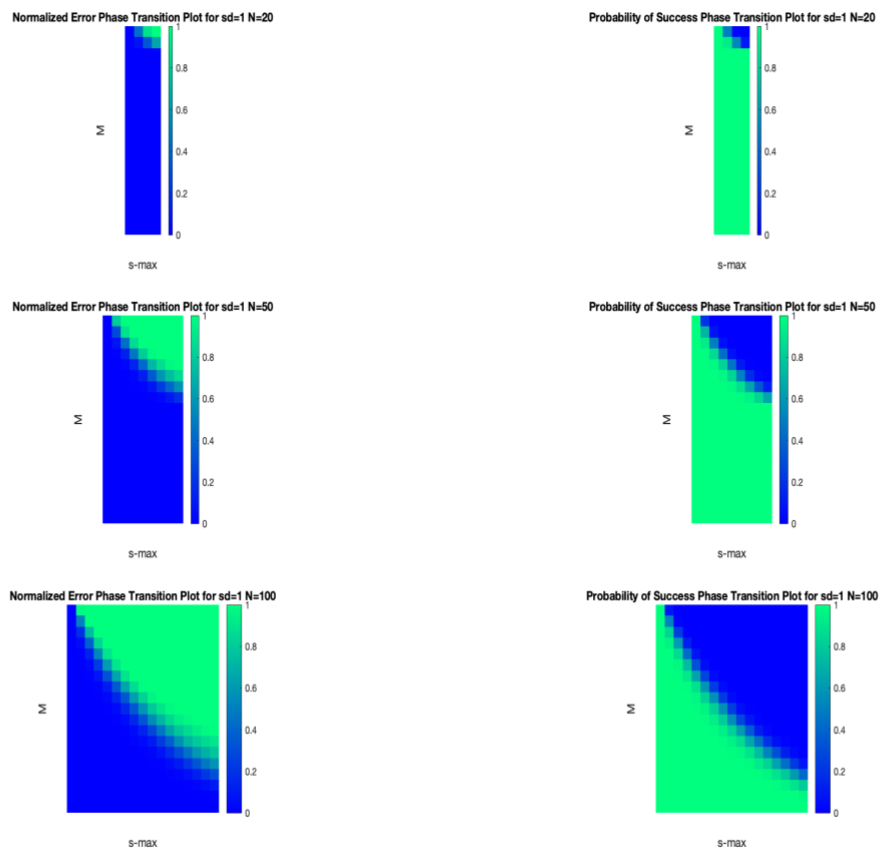 Normalized Error Phase Transition Plot for sd=1 N=20
1
0.8
0.6
0.4
0.2
0
M
s-max
Probability of Success Phase Transition Plot for sd=1 N=20
1
0.8
0.6
0.4
0.2
0
M
s-max
Normalized Error Phase Transition Plot for sd=1 N=50
1
0.8
0.6
0.4
0.2
0
M
s-max
Probability of Success Phase Transition Plot for sd=1 N=50
1
0.8
0.6
0.4
0.2
0
M
s-max
Normalized Error Phase Transition Plot for sd=1 N=100
1
0.8
0.6
0.4
0.2
0
M
s-max
Probability of Success Phase Transition Plot for sd=1 N=100
1
0.8
0.6
0.4
0.2
0
M
s-max